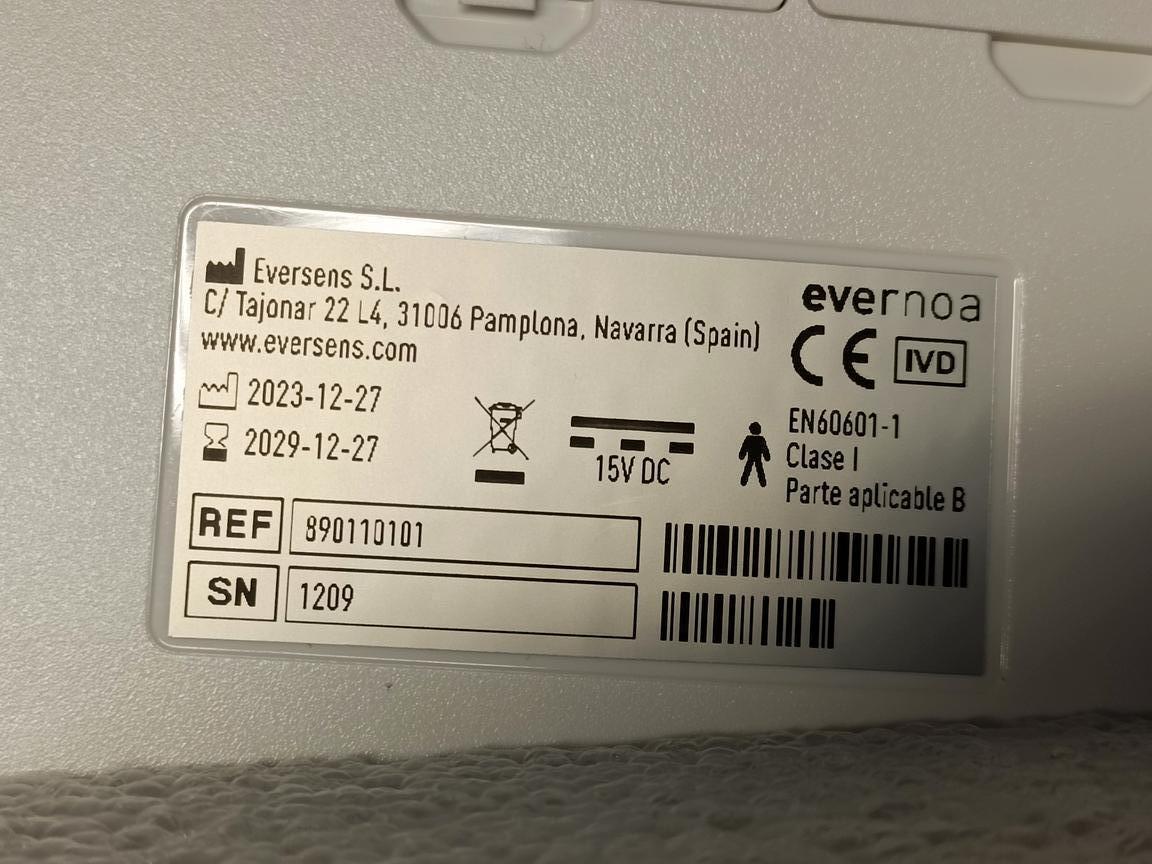 Eversens S.L.
C/ Tajonar 22 L4, 31006 Pamplona, Navarra (Spain)
www.eversens.com
2023-12-27
2029-12-27
15V DC
evernoa
CE IVD
EN60601-1
Clase I
Parte aplicable B
REF 890110101
SN 1209